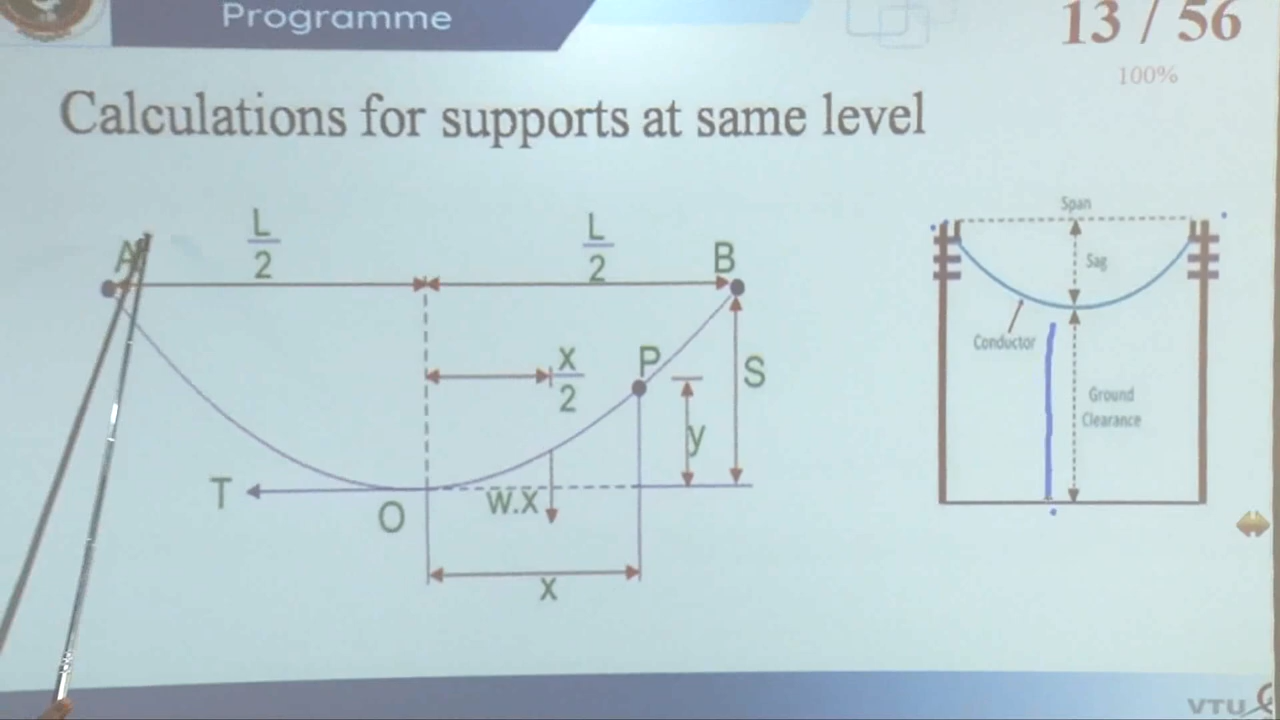 Programme
13 / 56
100%
Calculations for supports at same level
A
L
2
L
2
B
X
2
P
S
y
T
O
W.X
X
Span
Sag
Conductor
Ground
Clearance
VTU